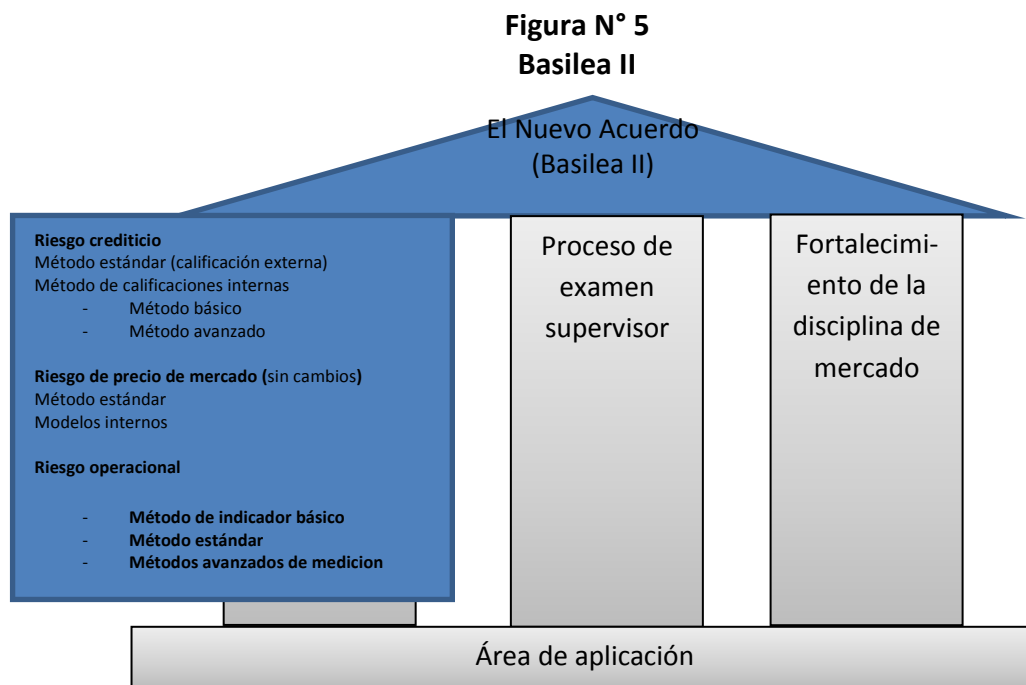 Figura N° 5
Basilea II
El Nuevo Acuerdo
(Basilea II)
Riesgo crediticio
Método estándar (calificación externa)
Método de calificaciones internas
- Método básico
- Método avanzado
Riesgo de precio de mercado (sin cambios)
Método estándar
Modelos internos
Riesgo operacional
- Método de indicador básico
- Método estándar
- Métodos avanzados de medicion
Proceso de
examen
supervisor
Fortalecimi-
ento de la
disciplina de
mercado
Área de aplicación